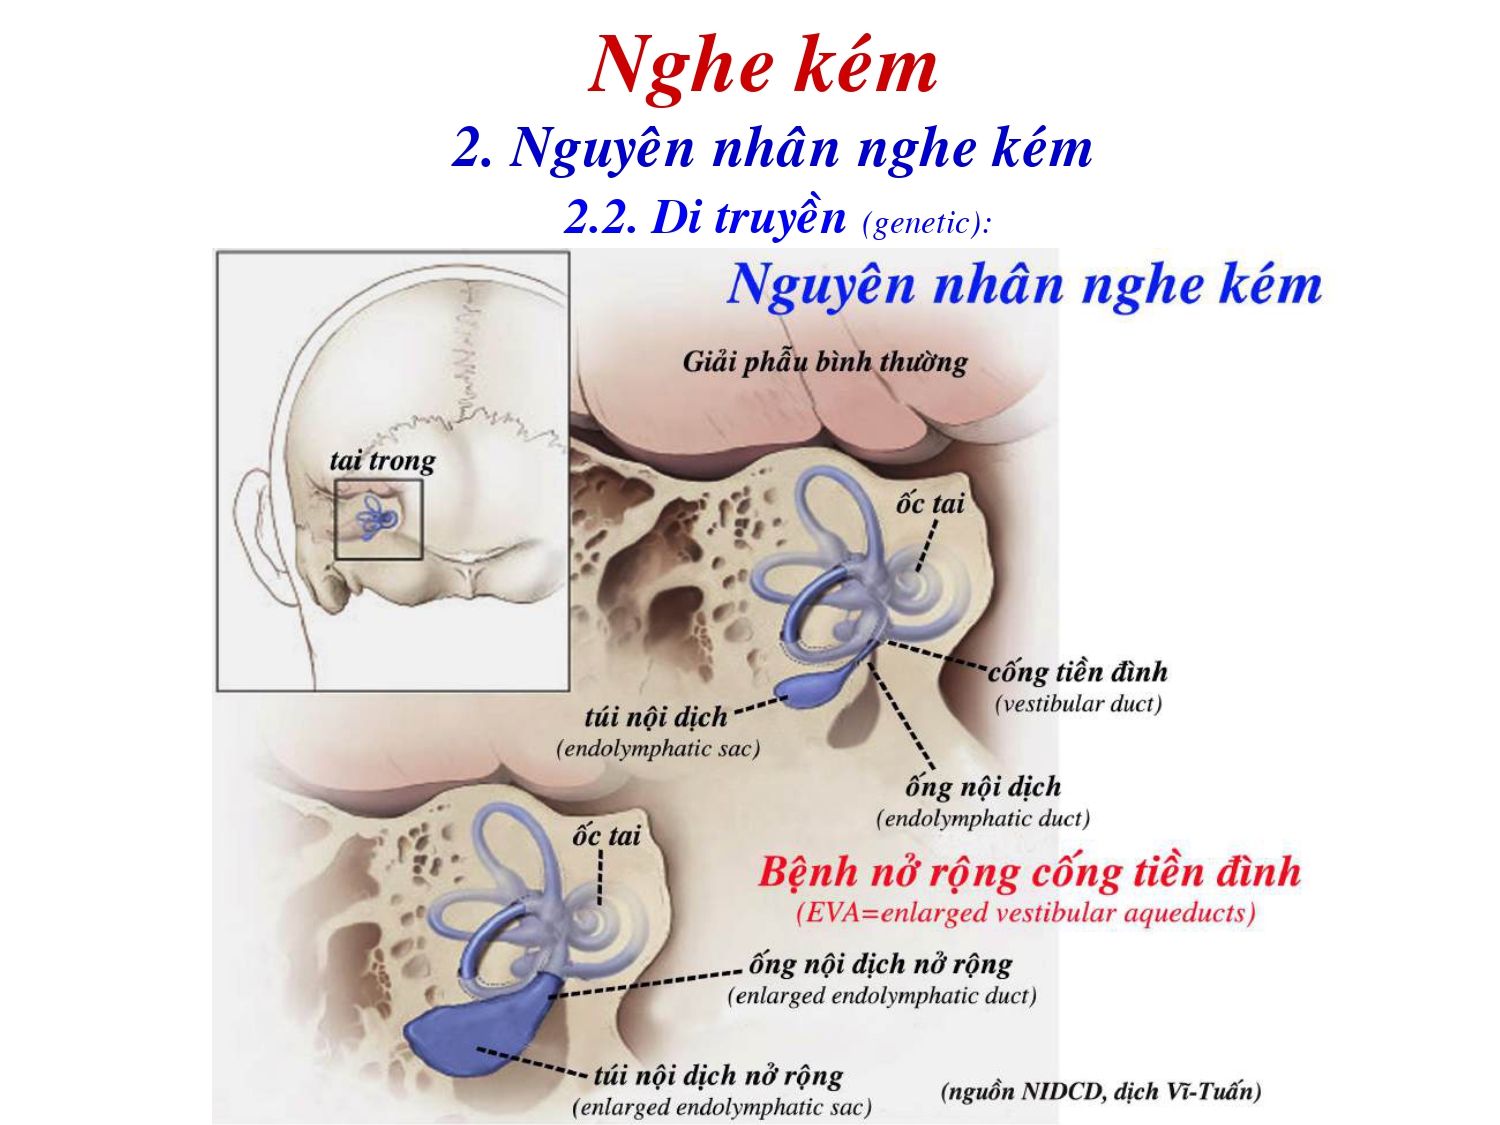 Nghe kém
2. Nguyên nhân nghe kém
2.2. Di truyền (genetic):
Nguyên nhân nghe kém
Giải phẫu bình thường
tai trong
ốc tai
cống tiền đình
(vestibular duct)
túi nội dịch
(endolymphatic sac)
ống nội dịch
(endolymphatic duct)
ốc tai
Bệnh nở rộng cống tiền đình
(EVA=enlarged vestibular aqueducts)
ống nội dịch nở rộng
(enlarged endolymphatic duct)
túi nội dịch nở rộng
(enlarged endolymphatic sac)
(nguồn NIDCD, dịch Vĩ-Tuấn)